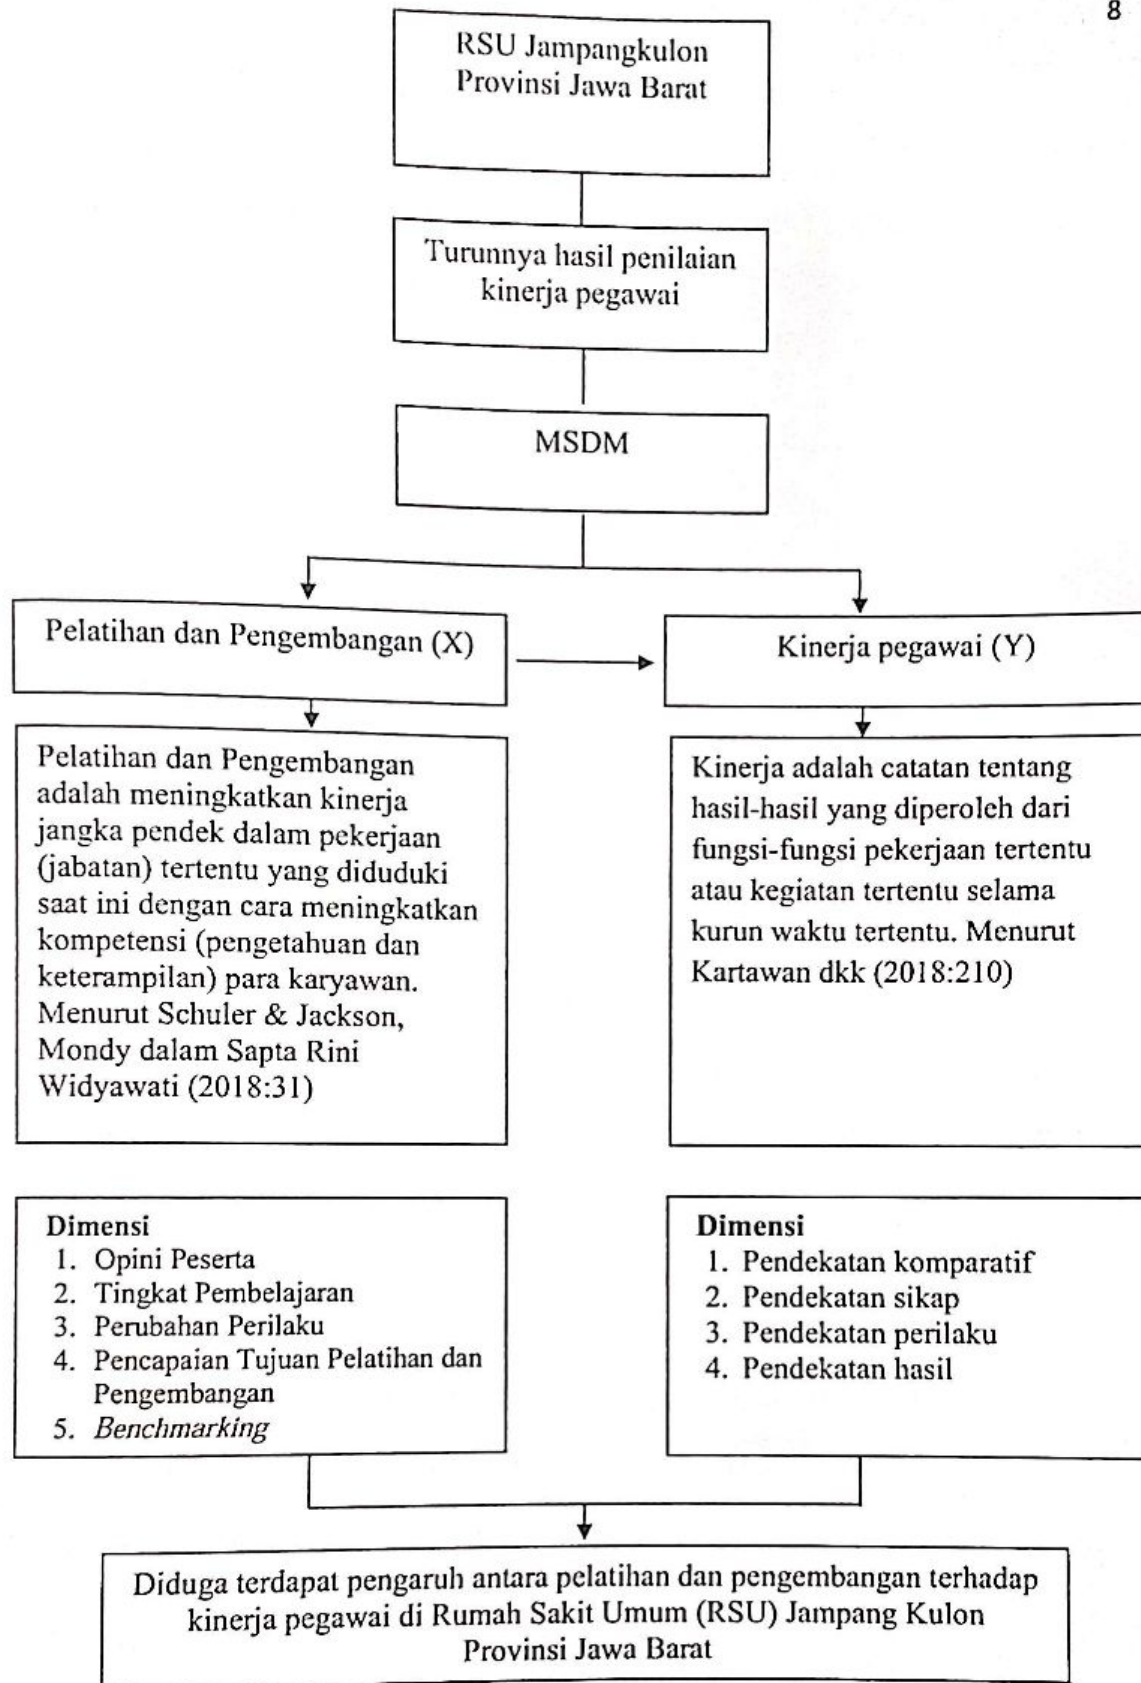 8
RSU Jampangkulon
Provinsi Jawa Barat
Turunnya hasil penilaian
kinerja pegawai
MSDM
Pelatihan dan Pengembangan (X)
Kinerja pegawai (Y)
Pelatihan dan Pengembangan
adalah meningkatkan kinerja
jangka pendek dalam pekerjaan
(jabatan) tertentu yang diduduki
saat ini dengan cara meningkatkan
kompetensi (pengetahuan dan
keterampilan) para karyawan.
Menurut Schuler & Jackson,
Mondy dalam Sapta Rini
Widyawati (2018:31)
Kinerja adalah catatan tentang
hasil-hasil yang diperoleh dari
fungsi-fungsi pekerjaan tertentu
atau kegiatan tertentu selama
kurun waktu tertentu. Menurut
Kartawan dkk (2018:210)
Dimensi
1. Opini Peserta
2. Tingkat Pembelajaran
3. Perubahan Perilaku
4. Pencapaian Tujuan Pelatihan dan
Pengembangan
5. Benchmarking
Dimensi
1. Pendekatan komparatif
2. Pendekatan sikap
3. Pendekatan perilaku
4. Pendekatan hasil
Diduga terdapat pengaruh antara pelatihan dan pengembangan terhadap
kinerja pegawai di Rumah Sakit Umum (RSU) Jampang Kulon
Provinsi Jawa Barat